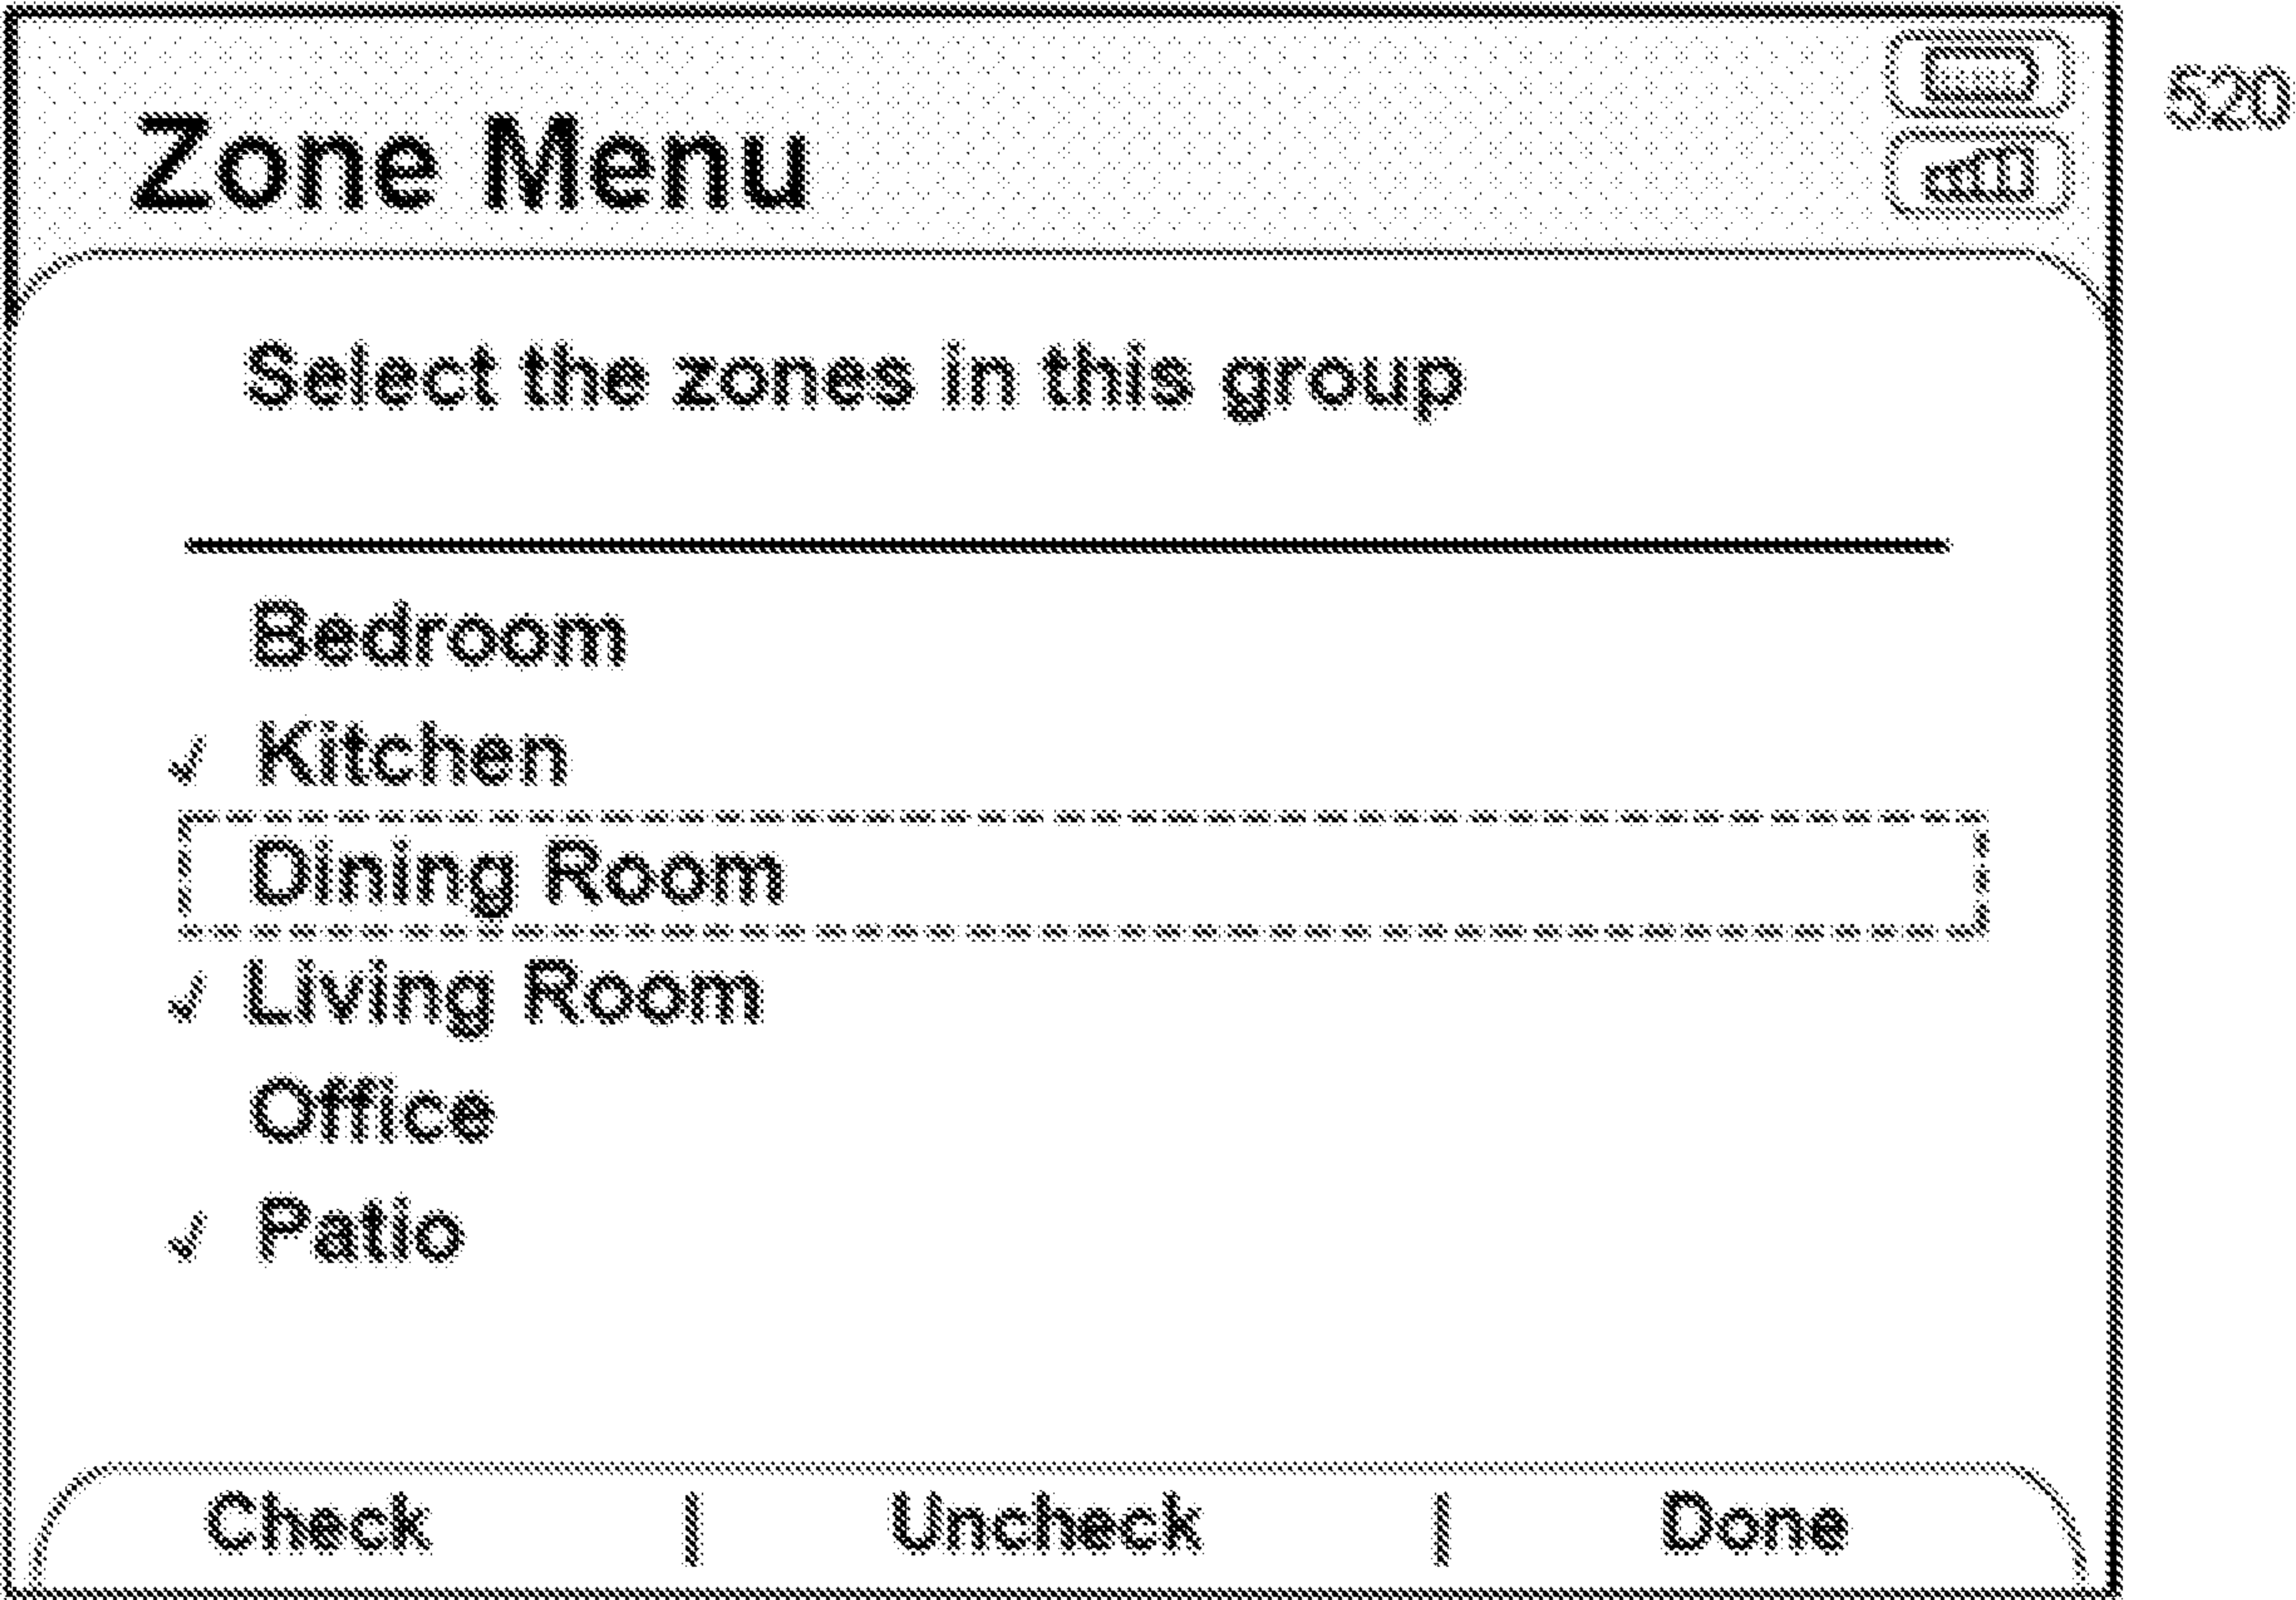 520
Zone Menu
Select the zones in this group
Bedroom
✓ Kitchen
Dining Room
✓ Living Room
Office
✓ Patio
Check | Uncheck | Done